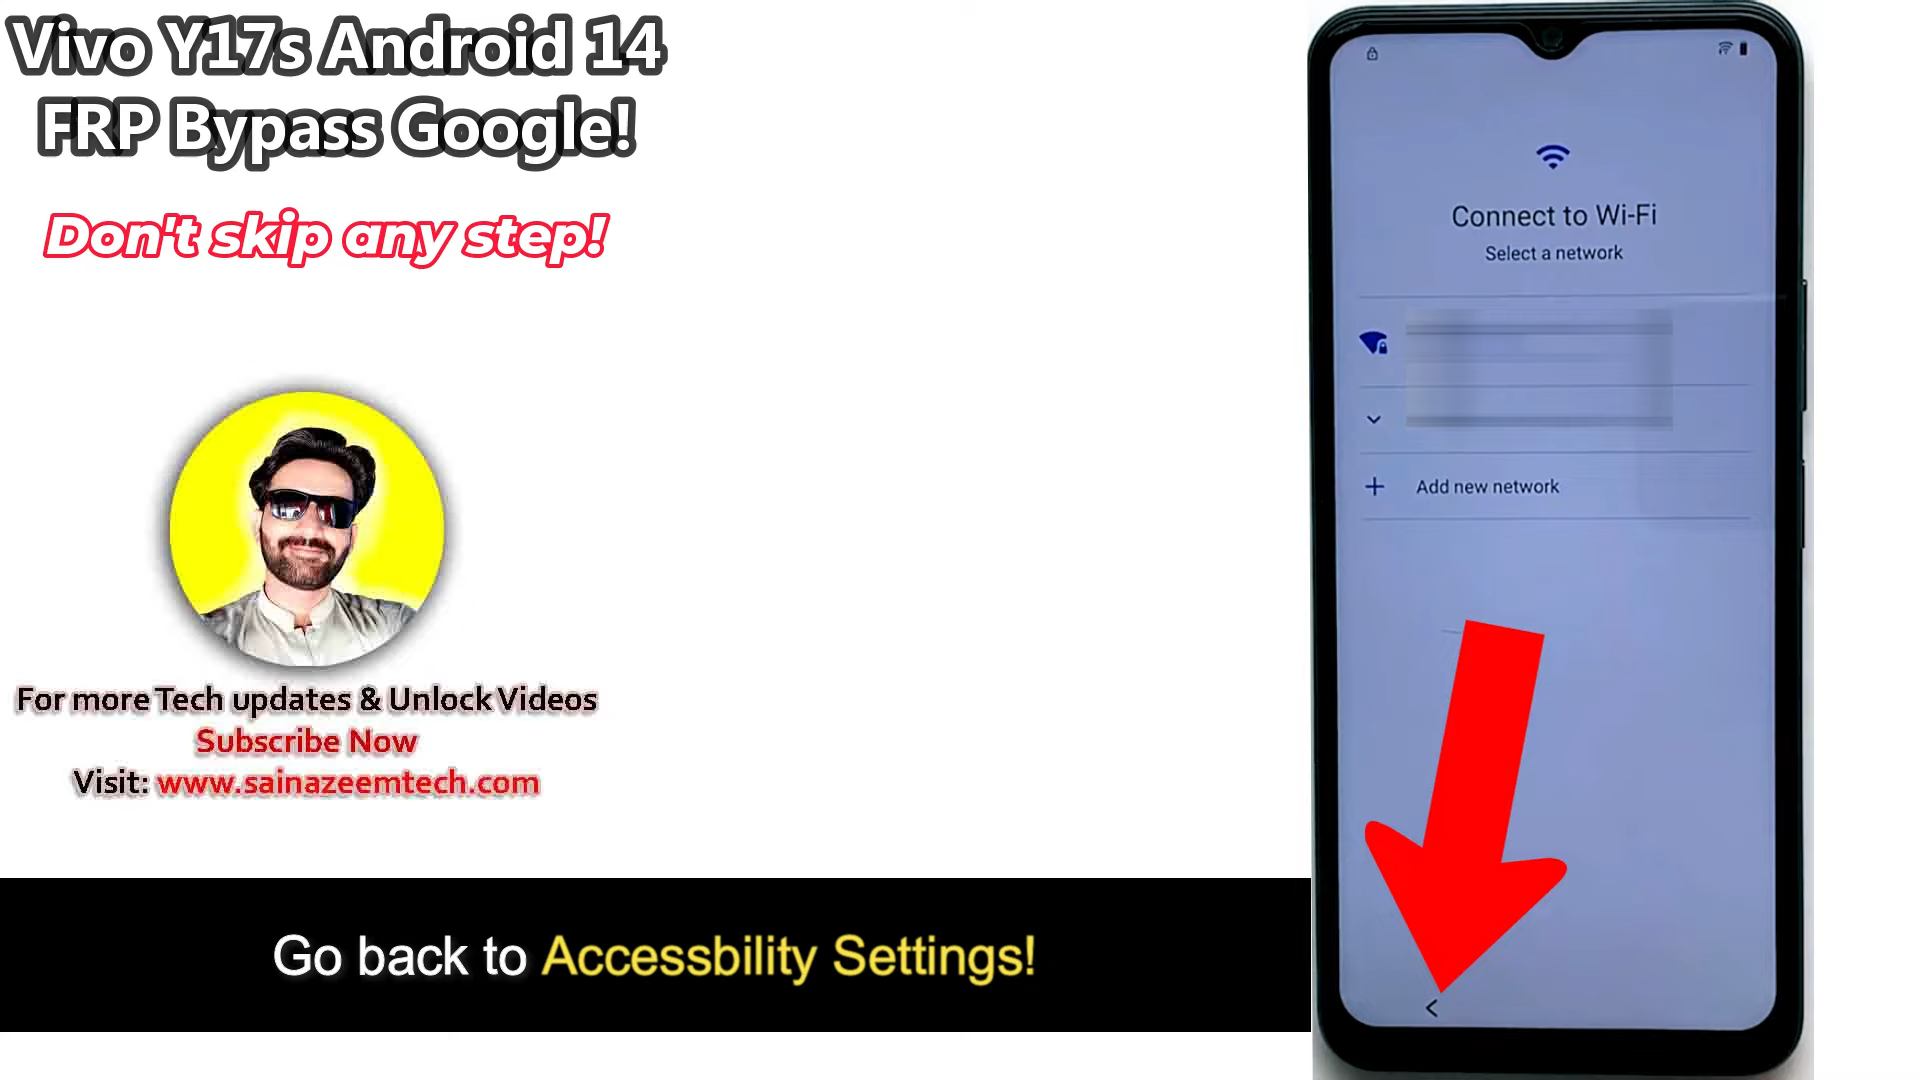 Vivo Y17s Android 14
FRP Bypass Google!
Don't skip any step!
For more Tech updates & Unlock Videos
Subscribe Now
Visit: www.sainazeemtech.com
Go back to Accessbility Settings!
Connect to Wi-Fi
Select a network
Add new network